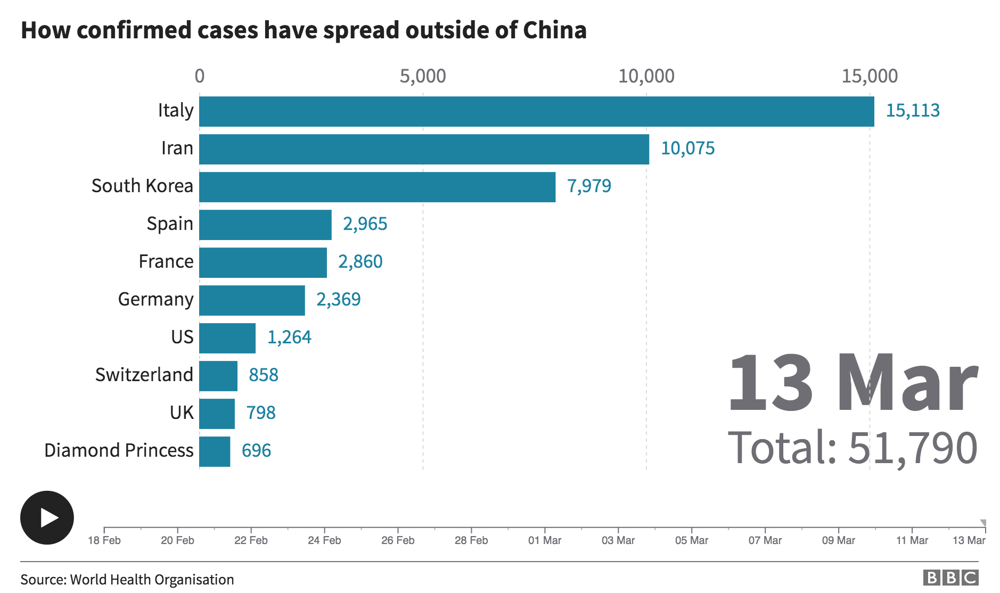 How confirmed cases have spread outside of China
0 5,000 10,000 15,000
Italy 15,113
Iran 10,075
South Korea 7,979
Spain 2,965
France 2,860
Germany 2,369
US 1,264
Switzerland 858
UK 798
Diamond Princess 696
13 Mar
Total: 51,790
18 Feb 20 Feb 22 Feb 24 Feb 26 Feb 28 Feb 01 Mar 03 Mar 05 Mar 07 Mar 09 Mar 11 Mar 13 Mar
Source: World Health Organisation
BBC